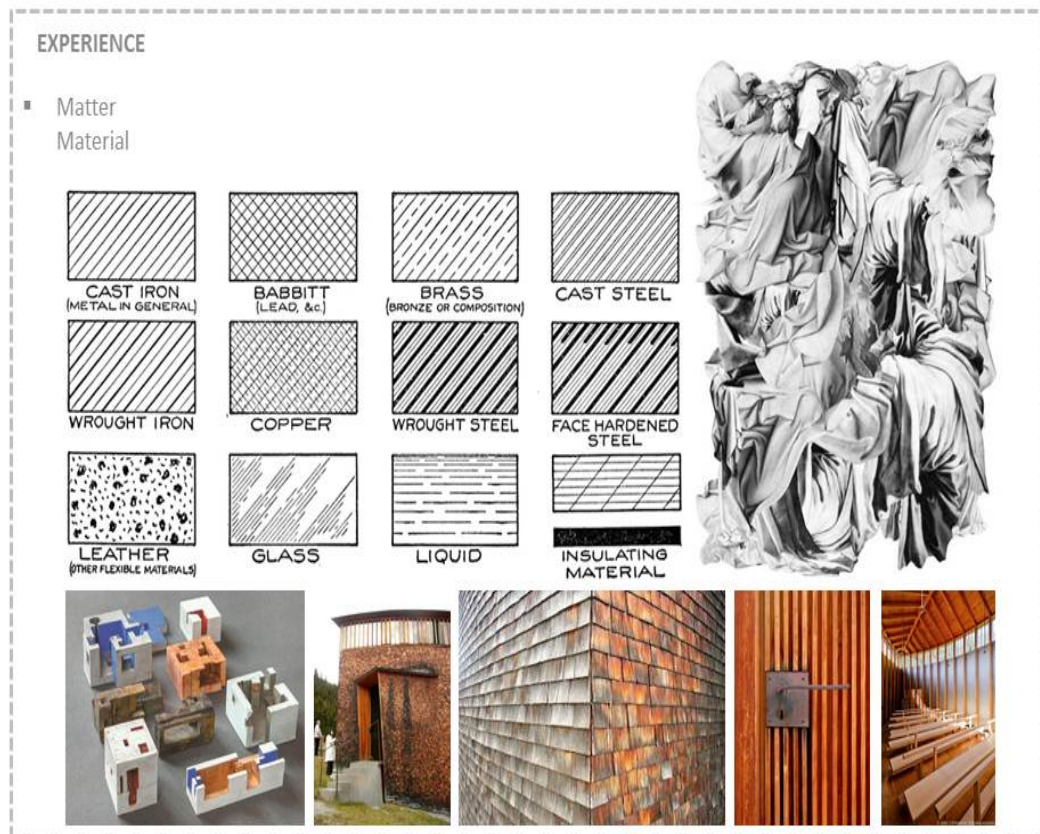 EXPERIENCE
▪ Matter
Material
CAST IRON
(METAL IN GENERAL)
BABBITT
(LEAD, &c.)
BRASS
(BRONZE OR COMPOSITION)
CAST STEEL
WROUGHT IRON
COPPER
WROUGHT STEEL
FACE HARDENED
STEEL
LEATHER
(OTHER FLEXIBLE MATERIALS)
GLASS
LIQUID
INSULATING
MATERIAL